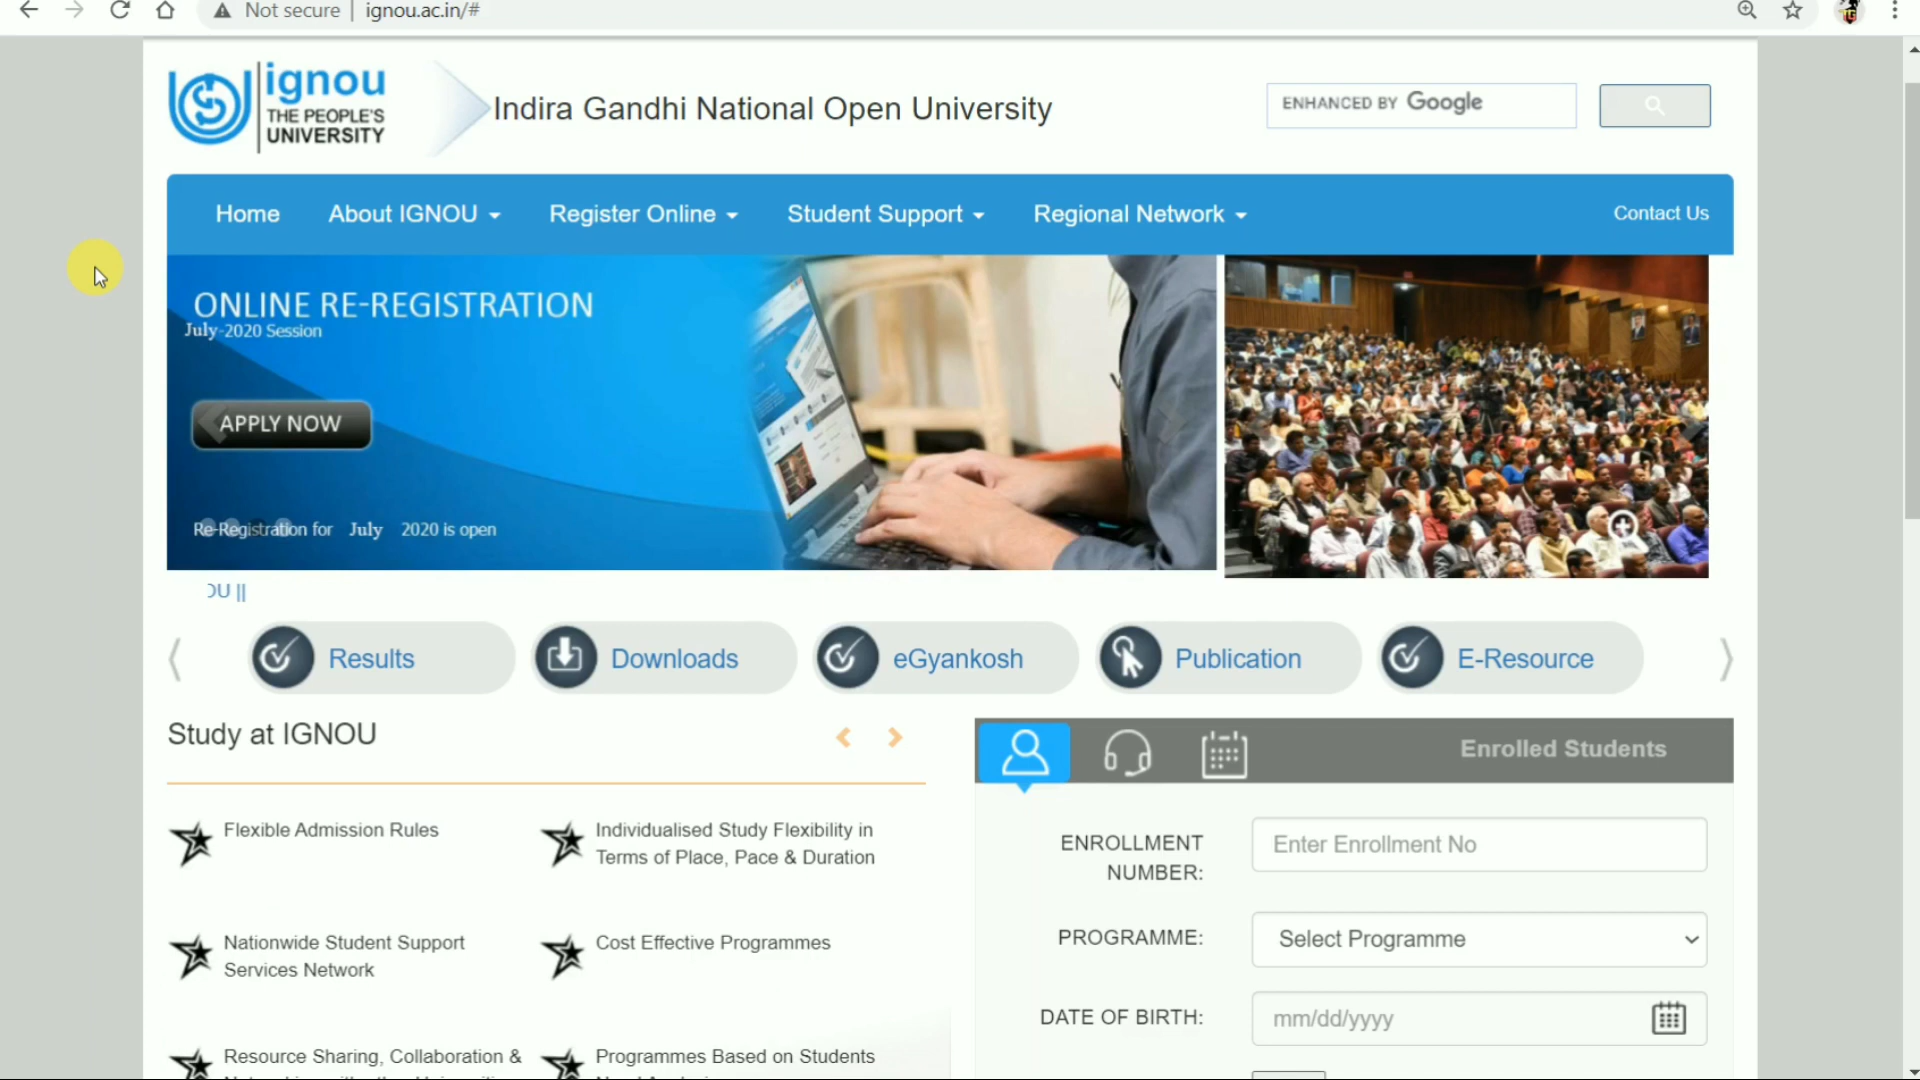 Not secure | ignou.ac.in/#
ignou
THE PEOPLE'S
UNIVERSITY
Indira Gandhi National Open University
ENHANCED BY Google
Home
About IGNOU
Register Online
Student Support
Regional Network
Contact Us
ONLINE RE-REGISTRATION
July-2020 Session
APPLY NOW
Re-Registration for July 2020 is open
OU ||
Results
Downloads
eGyankosh
Publication
E-Resource
Study at IGNOU
Enrolled Students
Flexible Admission Rules
Individualised Study Flexibility in
Terms of Place, Pace & Duration
Nationwide Student Support
Services Network
Cost Effective Programmes
Resource Sharing, Collaboration &
Programmes Based on Students
ENROLLMENT
NUMBER:
Enter Enrollment No
PROGRAMME:
Select Programme
DATE OF BIRTH:
mm/dd/yyyy